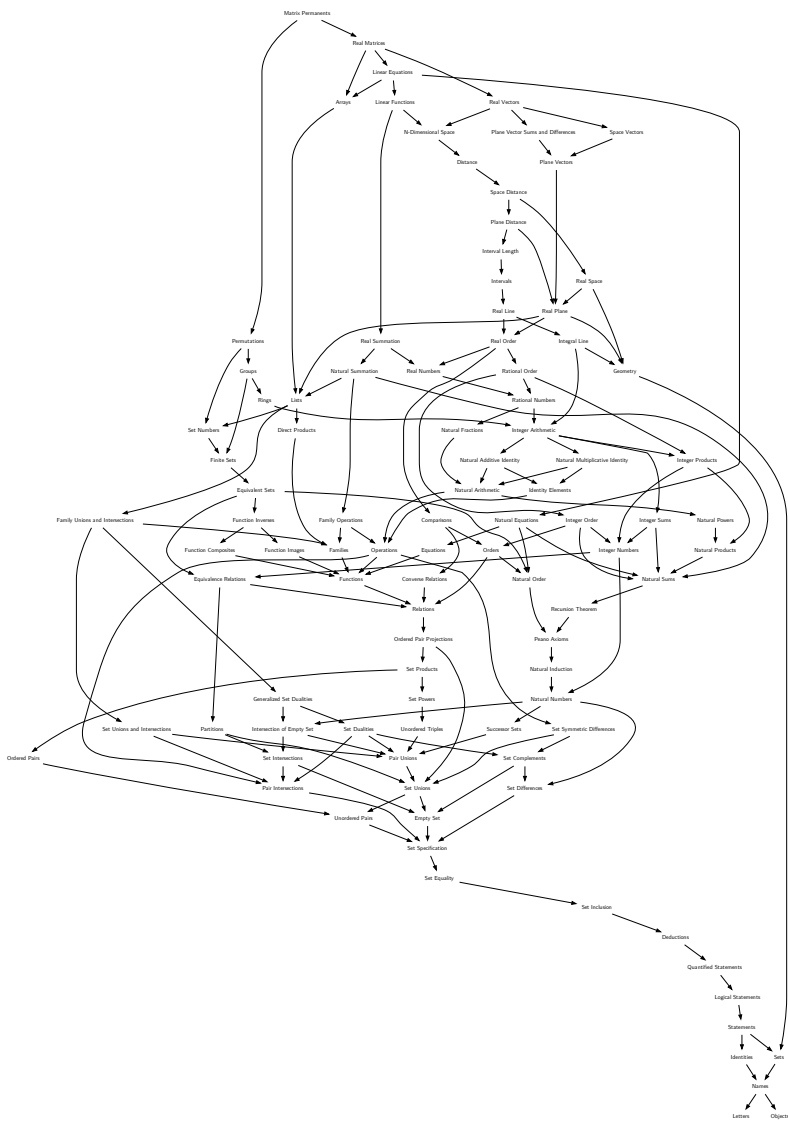 Matrix Permanents
Real Matrices
Linear Equations
Arrays
Linear Functions
Real Vectors
N-Dimensional Space
Plane Vector Sums and Differences
Space Vectors
Distance
Plane Vectors
Space Distance
Plane Distance
Interval Length
Intervals
Real Space
Real Line
Real Plane
Permutations
Real Summation
Real Order
Integral Line
Groups
Natural Summation
Real Numbers
Rational Order
Geometry
Rings
Lists
Rational Numbers
Set Numbers
Direct Products
Natural Fractions
Integer Arithmetic
Finite Sets
Natural Additive Identity
Natural Multiplicative Identity
Integer Products
Equivalent Sets
Natural Arithmetic
Identity Elements
Family Unions and Intersections
Function Inverses
Family Operations
Comparisons
Natural Equations
Integer Order
Integer Sums
Natural Powers
Function Composites
Function Images
Families
Operations
Equations
Orders
Integer Numbers
Natural Products
Equivalence Relations
Functions
Converse Relations
Natural Order
Natural Sums
Relations
Recursion Theorem
Ordered Pair Projections
Peano Axioms
Set Products
Natural Induction
Generalized Set Dualities
Set Powers
Natural Numbers
Set Unions and Intersections
Partitions
Intersection of Empty Set
Set Dualities
Unordered Triples
Successor Sets
Set Symmetric Differences
Ordered Pairs
Set Intersections
Pair Unions
Set Complements
Pair Intersections
Set Unions
Set Differences
Unordered Pairs
Empty Set
Set Specification
Set Equality
Set Inclusion
Deductions
Quantified Statements
Logical Statements
Statements
Identities
Sets
Names
Letters
Objects